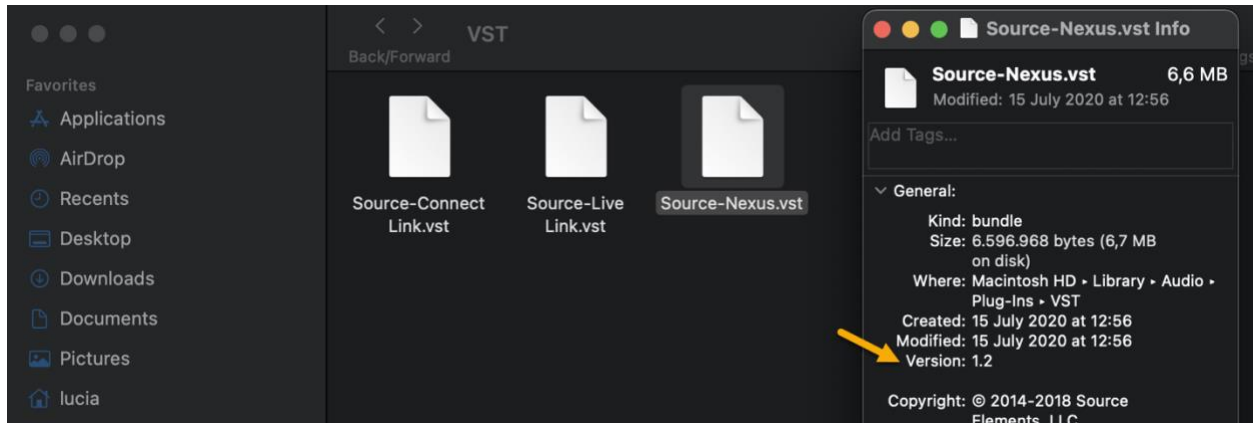 VST
Back/Forward
Favorites
Applications
AirDrop
Recents
Desktop
Downloads
Documents
Pictures
lucia
Source-Connect
Link.vst
Source-Live
Link.vst
Source-Nexus.vst
Source-Nexus.vst Info
Source-Nexus.vst 6,6 MB
Modified: 15 July 2020 at 12:56
Add Tags...
General:
Kind: bundle
Size: 6.596.968 bytes (6,7 MB
on disk)
Where: Macintosh HD ▸ Library ▸ Audio ▸
Plug-Ins ▸ VST
Created: 15 July 2020 at 12:56
Modified: 15 July 2020 at 12:56
Version: 1.2
Copyright: © 2014-2018 Source
Elements, LLC